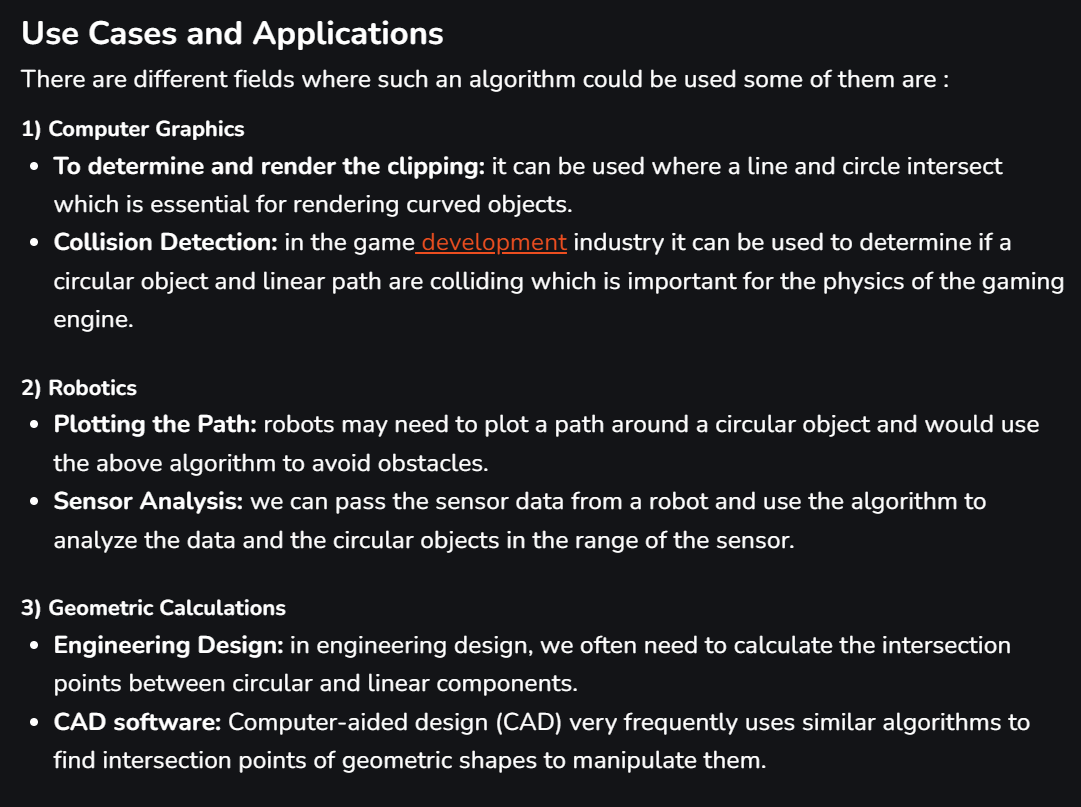 Use Cases and Applications
There are different fields where such an algorithm could be used some of them are :
1) Computer Graphics
• To determine and render the clipping: it can be used where a line and circle intersect
which is essential for rendering curved objects.
• Collision Detection: in the game development industry it can be used to determine if a
circular object and linear path are colliding which is important for the physics of the gaming
engine.
2) Robotics
• Plotting the Path: robots may need to plot a path around a circular object and would use
the above algorithm to avoid obstacles.
• Sensor Analysis: we can pass the sensor data from a robot and use the algorithm to
analyze the data and the circular objects in the range of the sensor.
3) Geometric Calculations
• Engineering Design: in engineering design, we often need to calculate the intersection
points between circular and linear components.
• CAD software: Computer-aided design (CAD) very frequently uses similar algorithms to
find intersection points of geometric shapes to manipulate them.